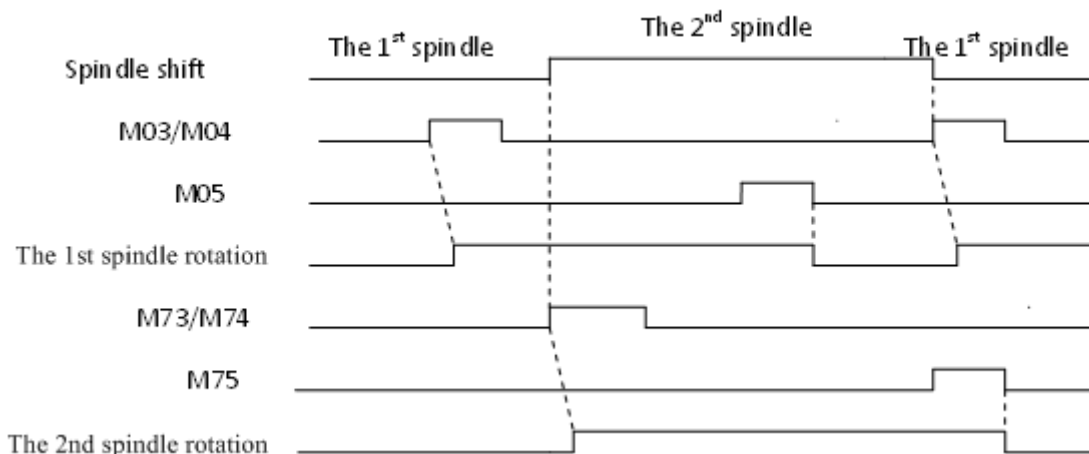 The 1st spindle
The 2nd spindle
The 1st spindle
Spindle shift
M03/M04
M05
The 1st spindle rotation
M73/M74
M75
The 2nd spindle rotation